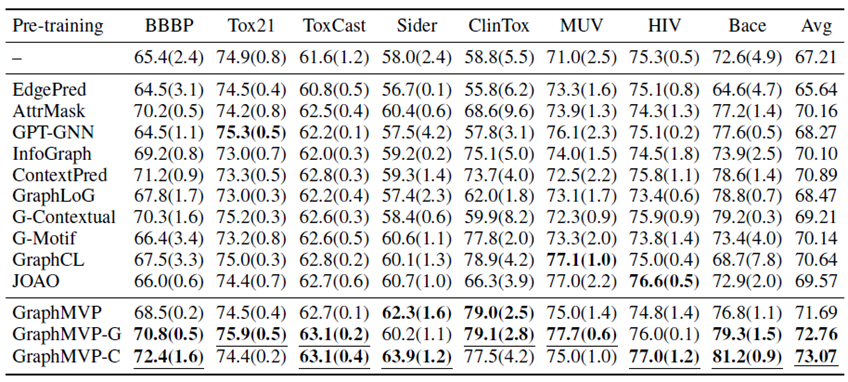 Pre-training BBBP Tox21 ToxCast Sider ClinTox MUV HIV Bace Avg
– 65.4(2.4) 74.9(0.8) 61.6(1.2) 58.0(2.4) 58.8(5.5) 71.0(2.5) 75.3(0.5) 72.6(4.9) 67.21
EdgePred 64.5(3.1) 74.5(0.4) 60.8(0.5) 56.7(0.1) 55.8(6.2) 73.3(1.6) 75.1(0.8) 64.6(4.7) 65.64
AttrMask 70.2(0.5) 74.2(0.8) 62.5(0.4) 60.4(0.6) 68.6(9.6) 73.9(1.3) 74.3(1.3) 77.2(1.4) 70.16
GPT-GNN 64.5(1.1) 75.3(0.5) 62.2(0.1) 57.5(4.2) 57.8(3.1) 76.1(2.3) 75.1(0.2) 77.6(0.5) 68.27
InfoGraph 69.2(0.8) 73.0(0.7) 62.0(0.3) 59.2(0.2) 75.1(5.0) 74.0(1.5) 74.5(1.8) 73.9(2.5) 70.10
ContextPred 71.2(0.9) 73.3(0.5) 62.8(0.3) 59.3(1.4) 73.7(4.0) 72.5(2.2) 75.8(1.1) 78.6(1.4) 70.89
GraphLoG 67.8(1.7) 73.0(0.3) 62.2(0.4) 57.4(2.3) 62.0(1.8) 73.1(1.7) 73.4(0.6) 78.8(0.7) 68.47
G-Contextual 70.3(1.6) 75.2(0.3) 62.6(0.3) 58.4(0.6) 59.9(8.2) 72.3(0.9) 75.9(0.9) 79.2(0.3) 69.21
G-Motif 66.4(3.4) 73.2(0.8) 62.6(0.5) 60.6(1.1) 77.8(2.0) 73.3(2.0) 73.8(1.4) 73.4(4.0) 70.14
GraphCL 67.5(3.3) 75.0(0.3) 62.8(0.2) 60.1(1.3) 78.9(4.2) 77.1(1.0) 75.0(0.4) 68.7(7.8) 70.64
JOAO 66.0(0.6) 74.4(0.7) 62.7(0.6) 60.7(1.0) 66.3(3.9) 77.0(2.2) 76.6(0.5) 72.9(2.0) 69.57
GraphMVP 68.5(0.2) 74.5(0.4) 62.7(0.1) 62.3(1.6) 79.0(2.5) 75.0(1.4) 74.8(1.4) 76.8(1.1) 71.69
GraphMVP-G 70.8(0.5) 75.9(0.5) 63.1(0.2) 60.2(1.1) 79.1(2.8) 77.7(0.6) 76.0(0.1) 79.3(1.5) 72.76
GraphMVP-C 72.4(1.6) 74.4(0.2) 63.1(0.4) 63.9(1.2) 77.5(4.2) 75.0(1.0) 77.0(1.2) 81.2(0.9) 73.07